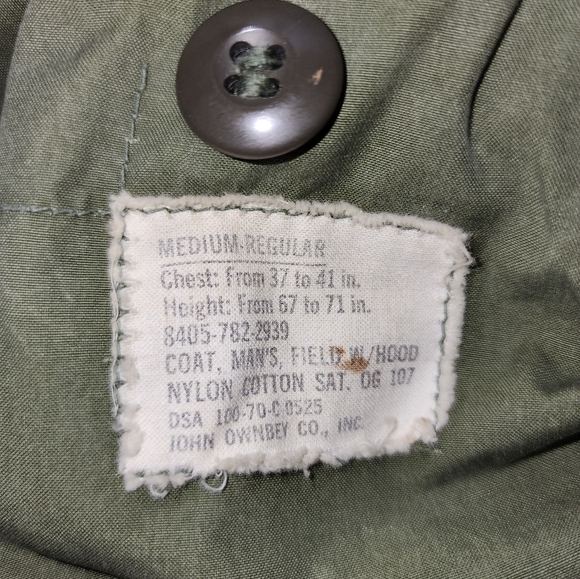 MEDIUM-REGULAR
Chest: From 37 to 41 in.
Height: From 67 to 71 in.
8405-782-2939
COAT, MAN'S, FIELD W/HOOD
NYLON COTTON SAT. OG 107
DSA 100-70-C 0525
JOHN OWNBEY CO., INC.